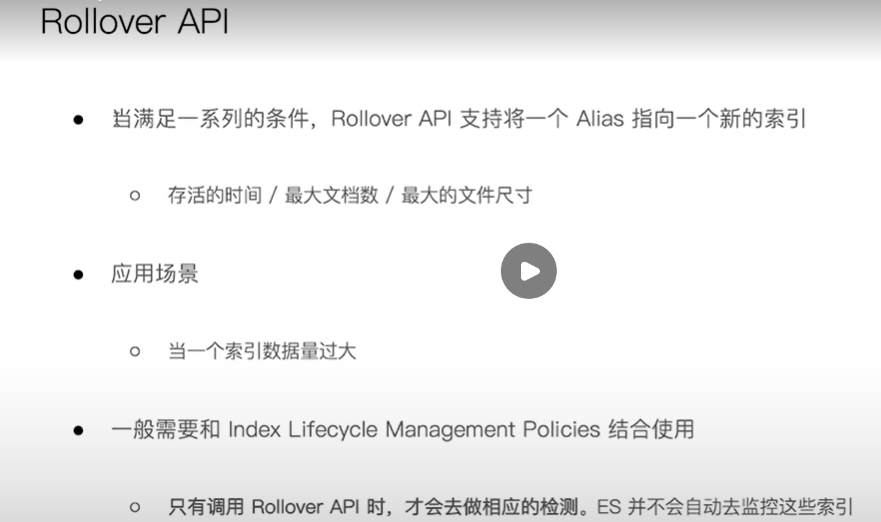 Rollover API
当满足一系列的条件，Rollover API 支持将一个 Alias 指向一个新的索引
存活的时间 / 最大文档数 / 最大的文件尺寸
应用场景
当一个索引数据量过大
一般需要和 Index Lifecycle Management Policies 结合使用
只有调用 Rollover API 时，才会去做相应的检测。ES 并不会自动去监控这些索引